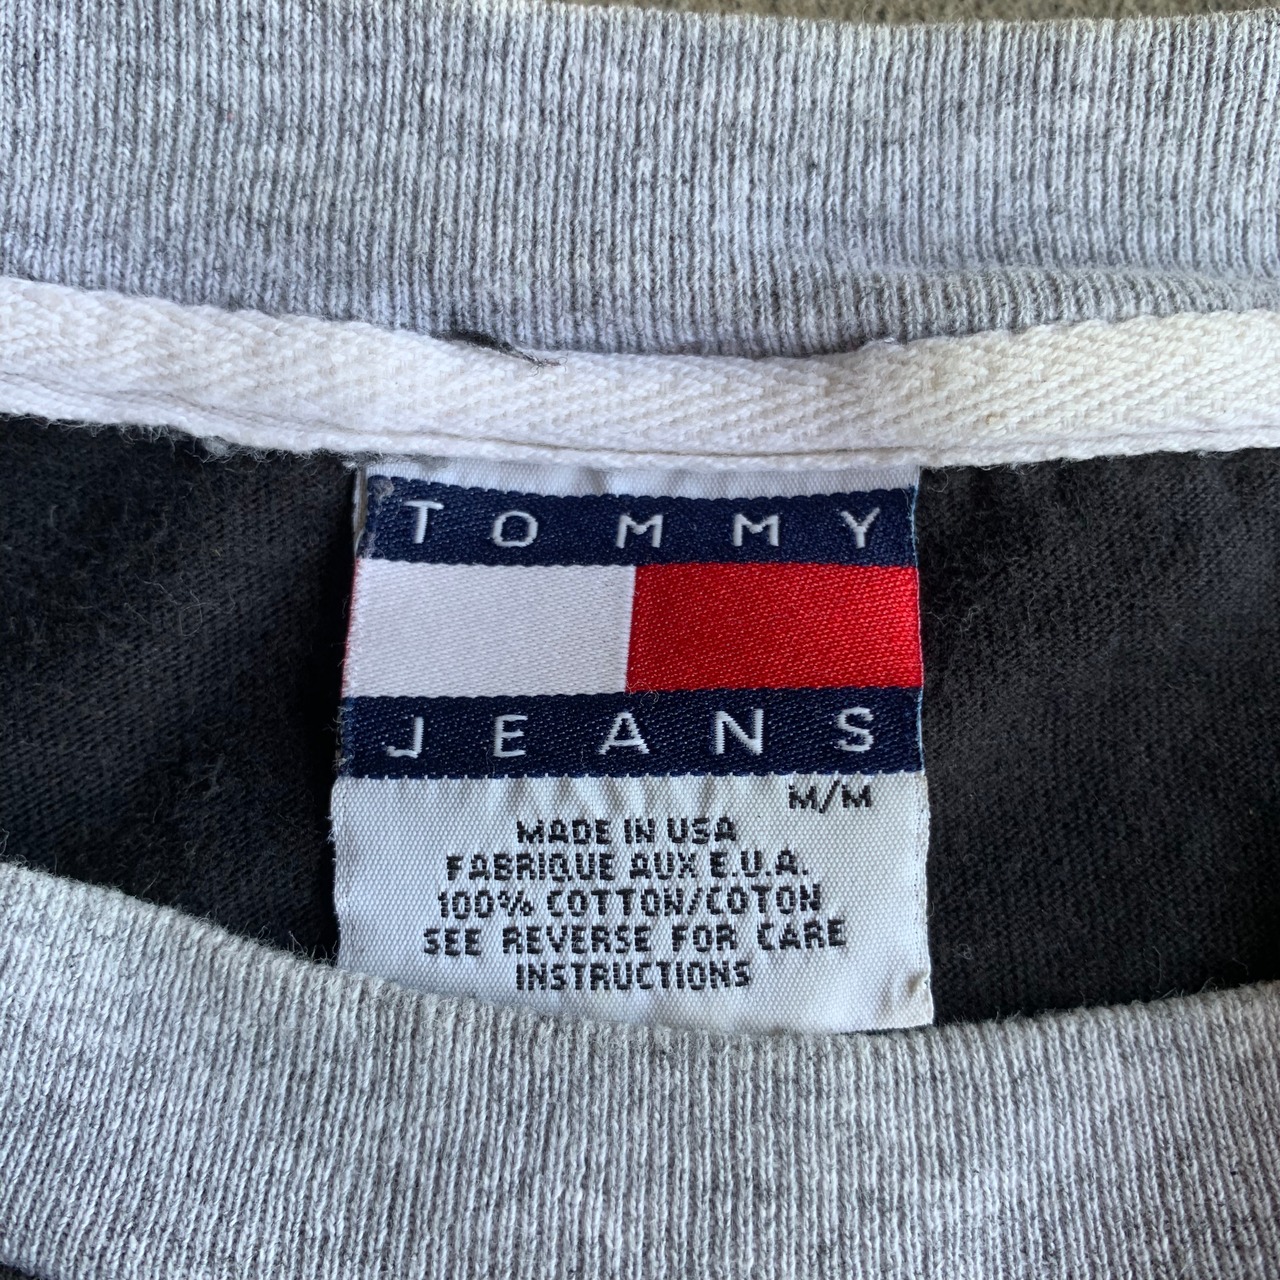 TOMMY
JEANS
M/M
MADE IN USA
FABRIQUE AUX E.U.A.
100% COTTON/COTON
SEE REVERSE FOR CARE
INSTRUCTIONS